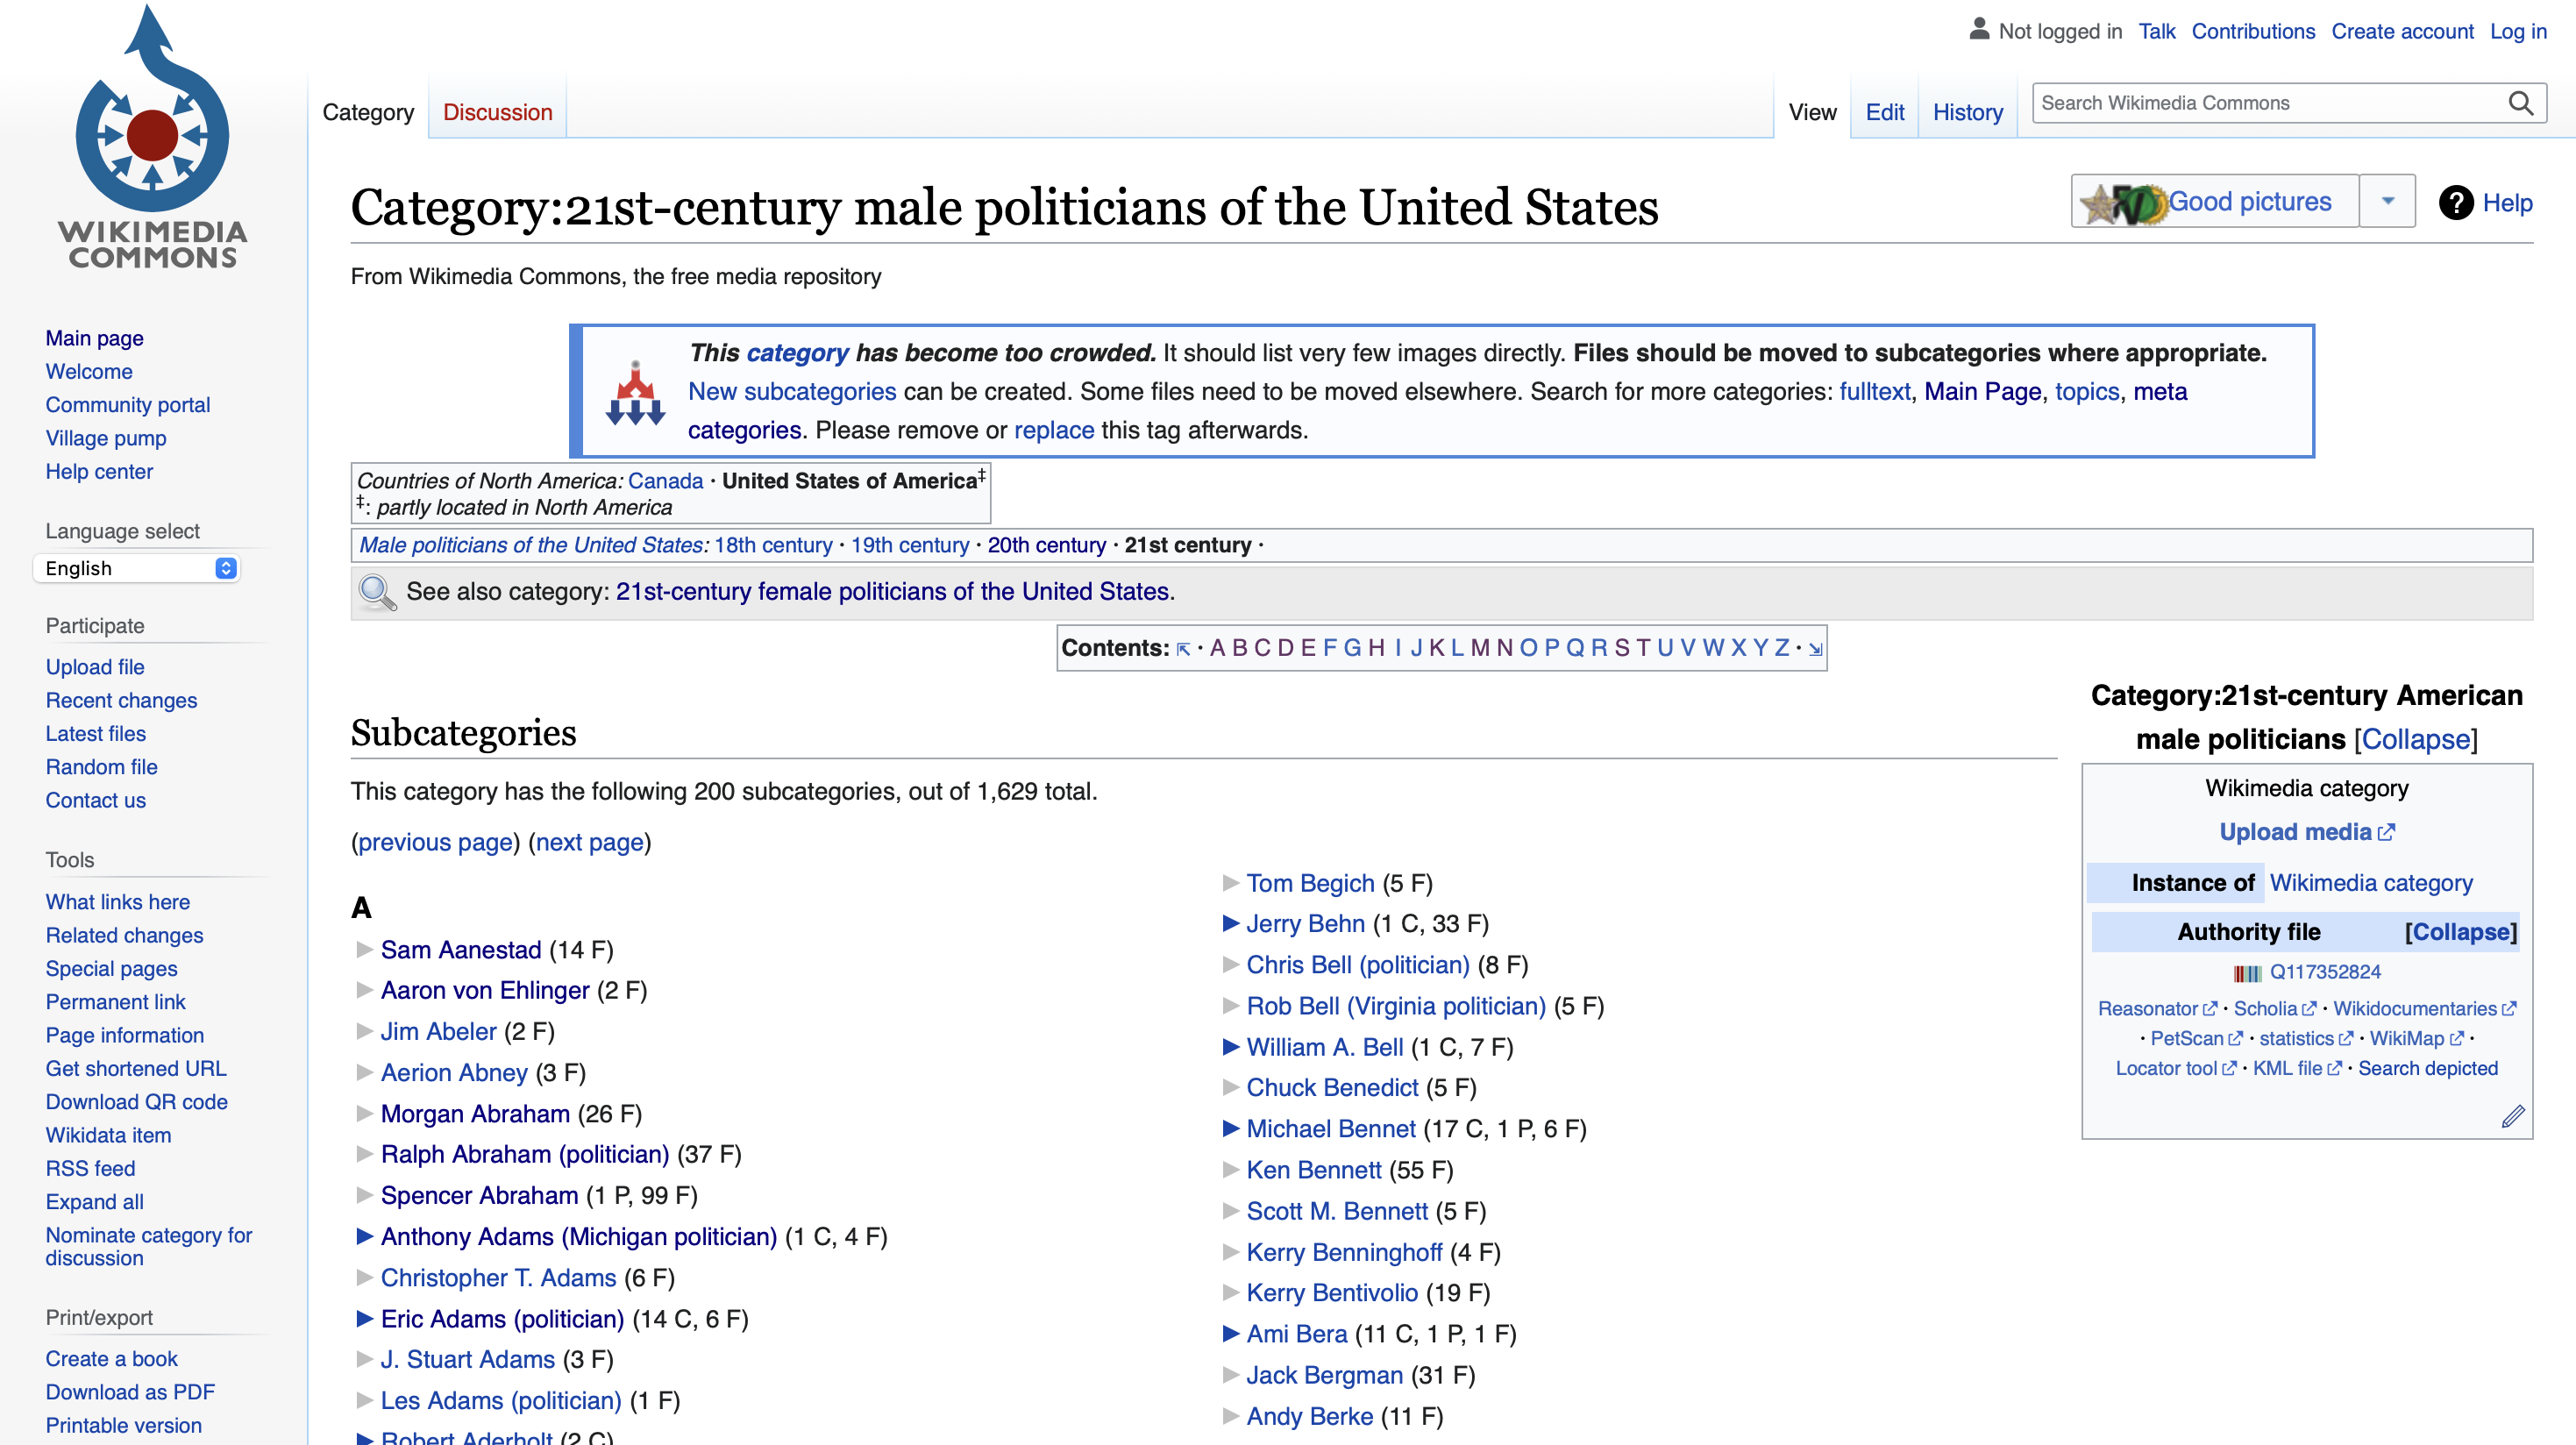 WIKIMEDIA
COMMONS
Not logged in Talk Contributions Create account Log in
Category Discussion
View Edit History Search Wikimedia Commons
Category:21st-century male politicians of the United States
Good pictures
? Help
From Wikimedia Commons, the free media repository
This category has become too crowded. It should list very few images directly. Files should be moved to subcategories where appropriate.
New subcategories can be created. Some files need to be moved elsewhere. Search for more categories: fulltext, Main Page, topics, meta
categories. Please remove or replace this tag afterwards.
Countries of North America: Canada · United States of America‡
‡: partly located in North America
Male politicians of the United States: 18th century · 19th century · 20th century · 21st century ·
See also category: 21st-century female politicians of the United States.
Contents: ⇱ · A B C D E F G H I J K L M N O P Q R S T U V W X Y Z · ⇲
Main page
Welcome
Community portal
Village pump
Help center
Language select
English
Participate
Upload file
Recent changes
Latest files
Random file
Contact us
Tools
What links here
Related changes
Special pages
Permanent link
Page information
Get shortened URL
Download QR code
Wikidata item
RSS feed
Expand all
Nominate category for
discussion
Print/export
Create a book
Download as PDF
Printable version
Subcategories
This category has the following 200 subcategories, out of 1,629 total.
(previous page) (next page)
A
Sam Aanestad (14 F)
Aaron von Ehlinger (2 F)
Jim Abeler (2 F)
Aerion Abney (3 F)
Morgan Abraham (26 F)
Ralph Abraham (politician) (37 F)
Spencer Abraham (1 P, 99 F)
Anthony Adams (Michigan politician) (1 C, 4 F)
Christopher T. Adams (6 F)
Eric Adams (politician) (14 C, 6 F)
J. Stuart Adams (3 F)
Les Adams (politician) (1 F)
Robert Aderholt (2 C)
Tom Begich (5 F)
Jerry Behn (1 C, 33 F)
Chris Bell (politician) (8 F)
Rob Bell (Virginia politician) (5 F)
William A. Bell (1 C, 7 F)
Chuck Benedict (5 F)
Michael Bennet (17 C, 1 P, 6 F)
Ken Bennett (55 F)
Scott M. Bennett (5 F)
Kerry Benninghoff (4 F)
Kerry Bentivolio (19 F)
Ami Bera (11 C, 1 P, 1 F)
Jack Bergman (31 F)
Andy Berke (11 F)
Category:21st-century American
male politicians [Collapse]
Wikimedia category
Upload media
Instance of Wikimedia category
Authority file [Collapse]
Q117352824
Reasonator · Scholia · Wikidocumentaries
· PetScan · statistics · WikiMap ·
Locator tool · KML file · Search depicted